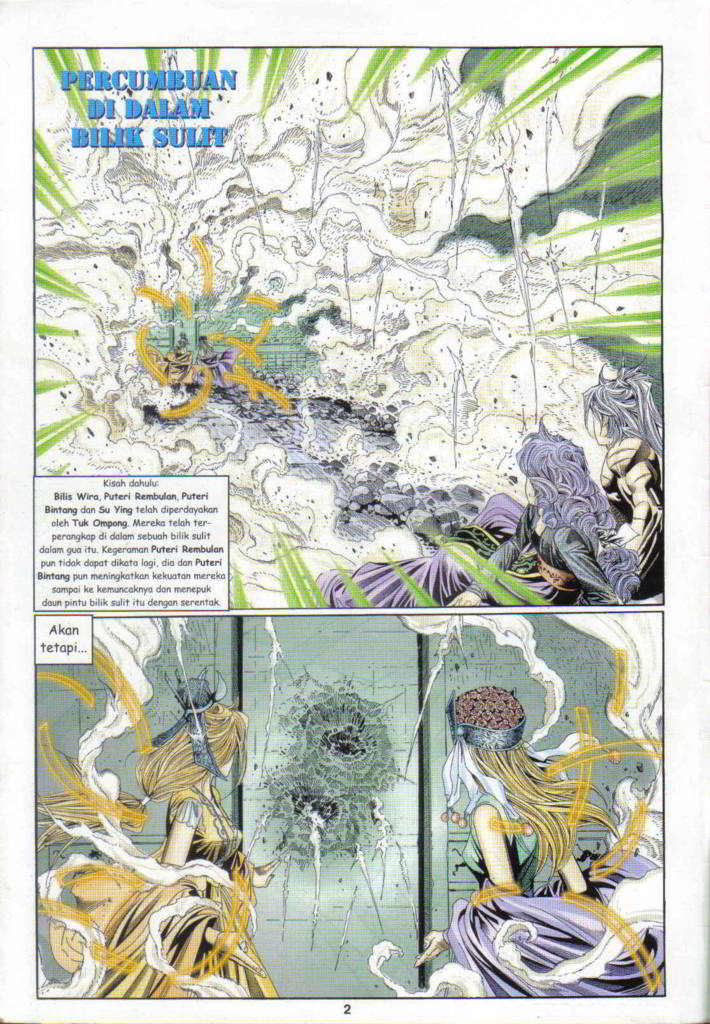 PERCUMBUAN
DI DALAM
BILIK SULIT
Kisah dahulu:
Bilis Wira, Puteri Rembulan, Puteri
Bintang dan Su Ying telah diperdayakan
oleh Tuk Ompong. Mereka telah ter-
perangkap di dalam sebuah bilik sulit
dalam gua itu. Kegeraman Puteri Rembulan
pun tidak dapat dikata lagi, dia dan Puteri
Bintang pun meningkatkan kekuatan mereka
sampai ke kemuncaknya dan menepuk
daun pintu bilik sulit itu dengan serentak.
Akan
tetapi...
2